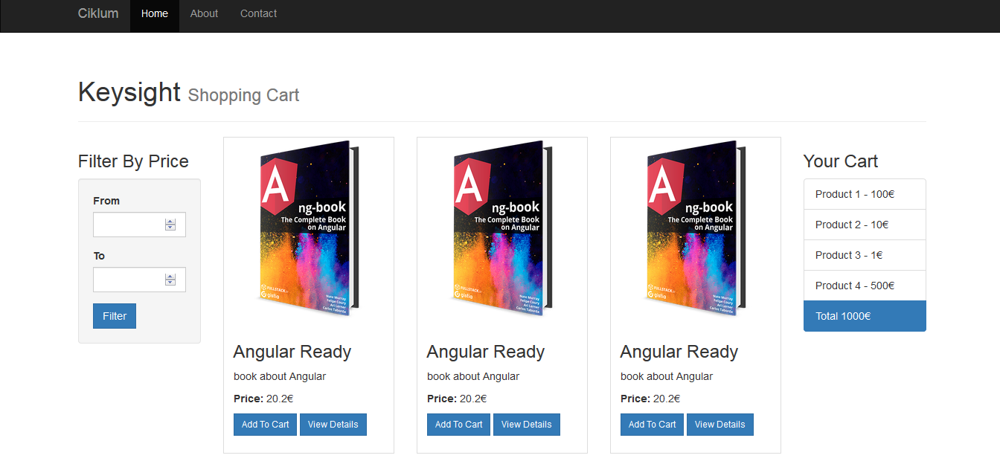 Ciklum Home About Contact
Keysight Shopping Cart
Filter By Price
From
To
Filter
A
ng-book
The Complete Book
on Angular
FULLSTACK
gistia
Nate Murray
Felipe Coury
Ari Lerner
Carlos Taborda
Angular Ready
book about Angular
Price: 20.2€
Add To Cart View Details
A
ng-book
The Complete Book
on Angular
FULLSTACK
gistia
Nate Murray
Felipe Coury
Ari Lerner
Carlos Taborda
Angular Ready
book about Angular
Price: 20.2€
Add To Cart View Details
A
ng-book
The Complete Book
on Angular
FULLSTACK
gistia
Nate Murray
Felipe Coury
Ari Lerner
Carlos Taborda
Angular Ready
book about Angular
Price: 20.2€
Add To Cart View Details
Your Cart
Product 1 - 100€
Product 2 - 10€
Product 3 - 1€
Product 4 - 500€
Total 1000€